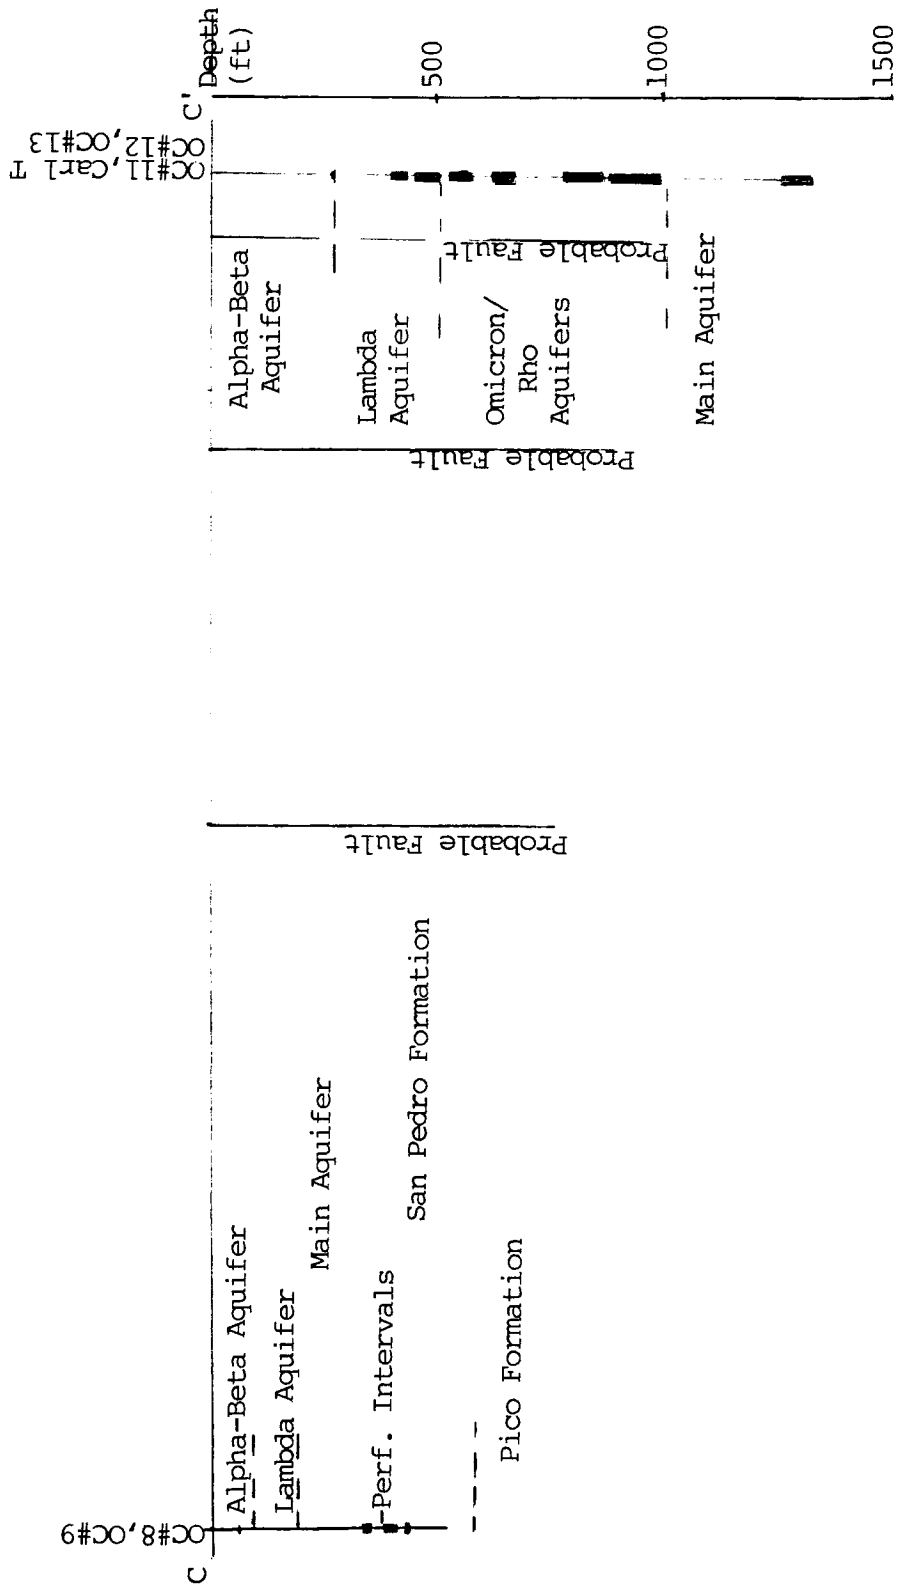 C
OC#8,OC#9
Alpha-Beta Aquifer
Lambda Aquifer
Main Aquifer
Perf. Intervals
San Pedro Formation
Pico Formation
Probable Fault
Probable Fault
Alpha-Beta
Aquifer
Lambda
Aquifer
Omicron/
Rho
Aquifers
Main Aquifer
Probable Fault
OC#11,Carl T
OC#12,OC#13
C'
Depth
(ft)
500
1000
1500